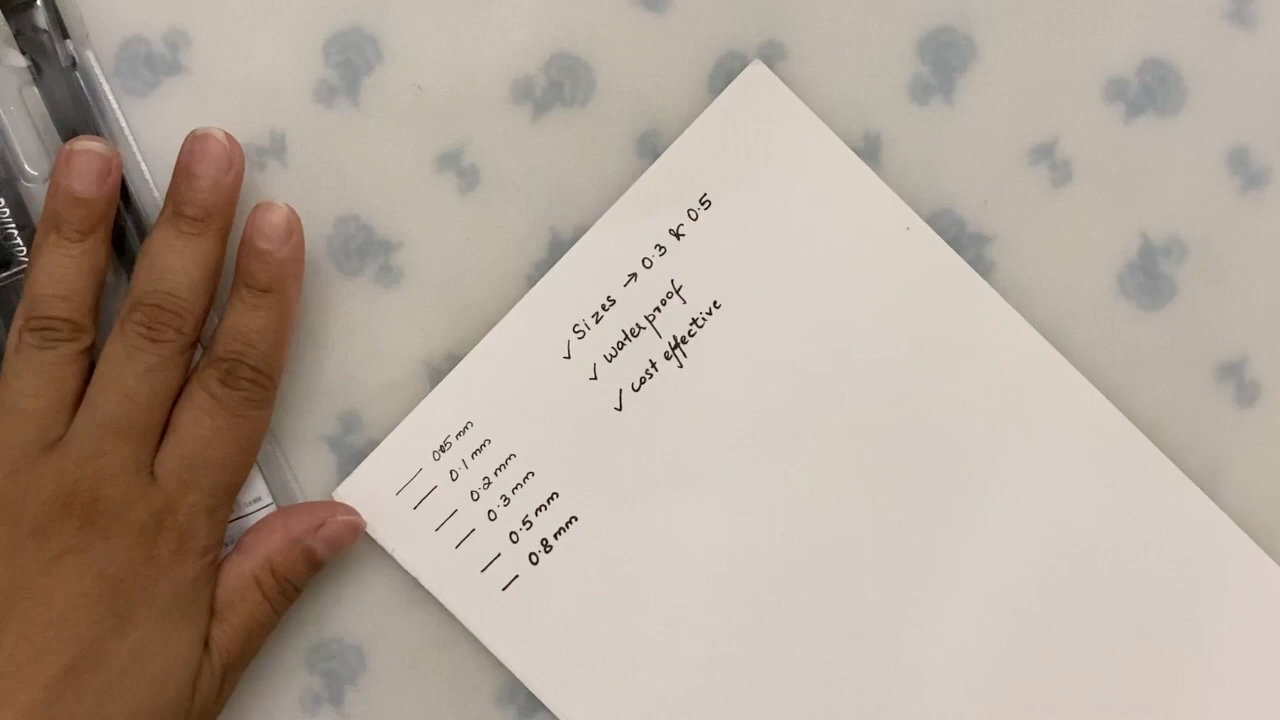 ✓ Sizes → 0.3 & 0.5
✓ waterproof
✓ cost effective
0.05 mm
0.1 mm
0.2 mm
0.3 mm
0.5 mm
0.8 mm